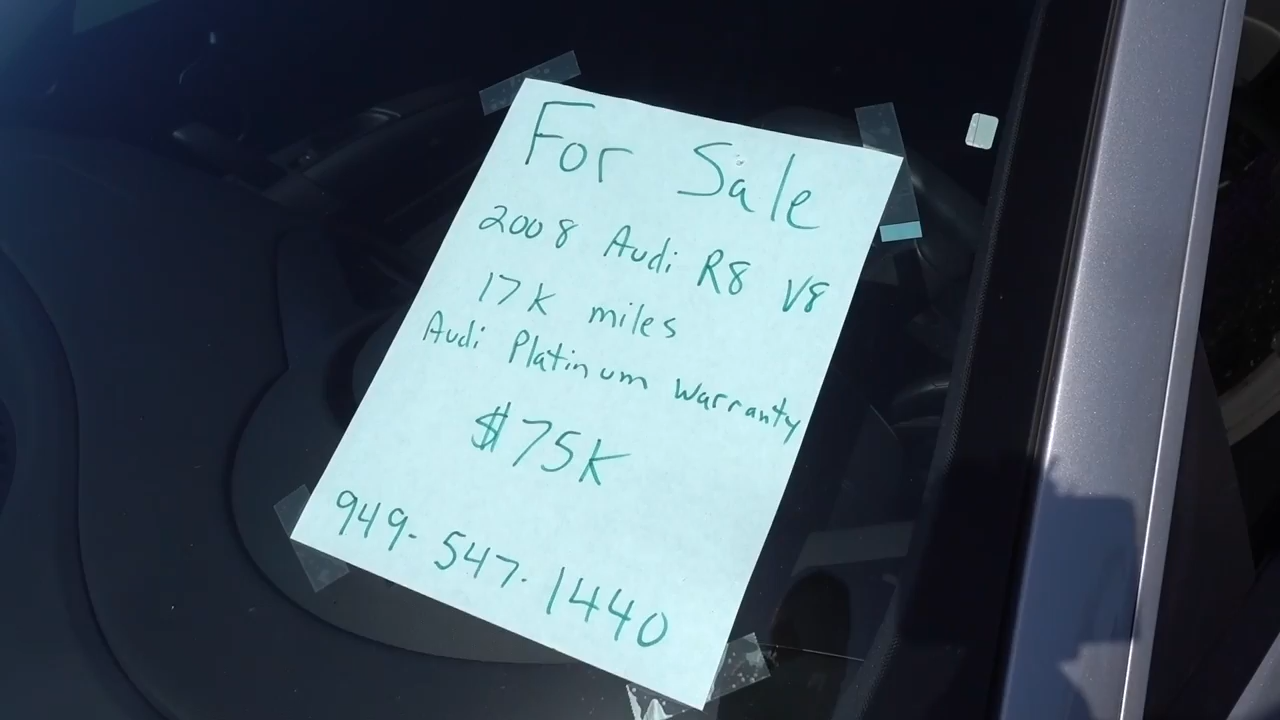 For Sale
2008 Audi R8 V8
17K miles
Audi Platinum Warranty
$75K
949-547-1440